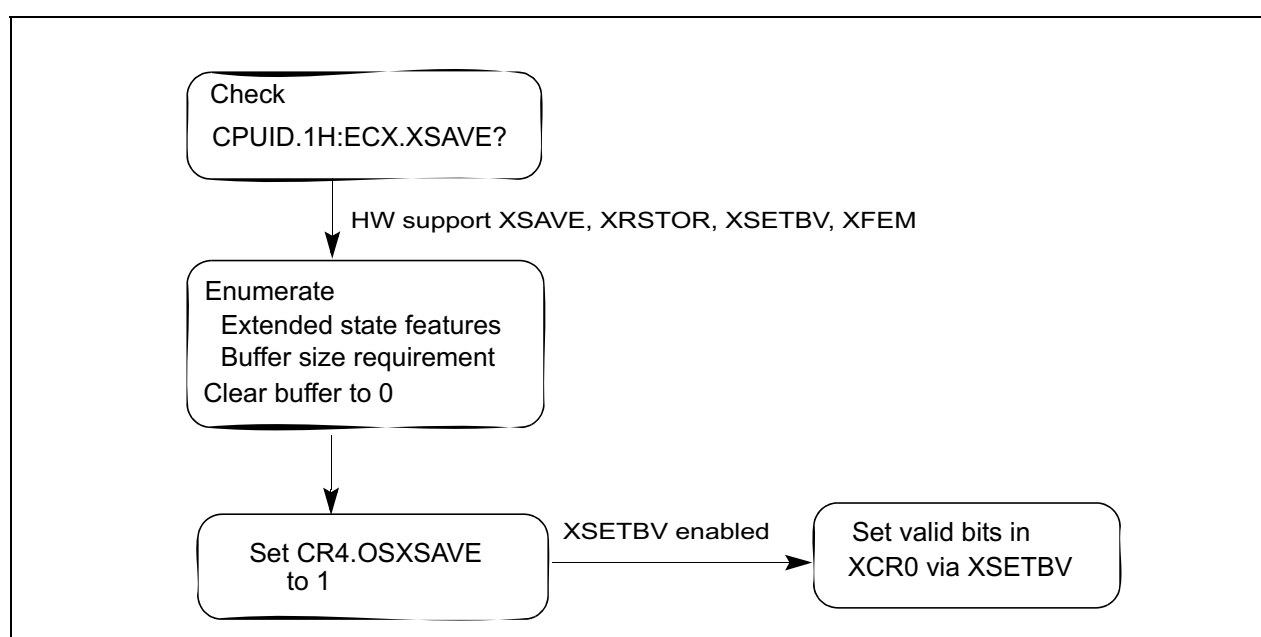 Check
CPUID.1H:ECX.XSAVE?
HW support XSAVE, XRSTOR, XSETBV, XFEM
Enumerate
Extended state features
Buffer size requirement
Clear buffer to 0
Set CR4.OSXSAVE
to 1
XSETBV enabled
Set valid bits in
XCR0 via XSETBV